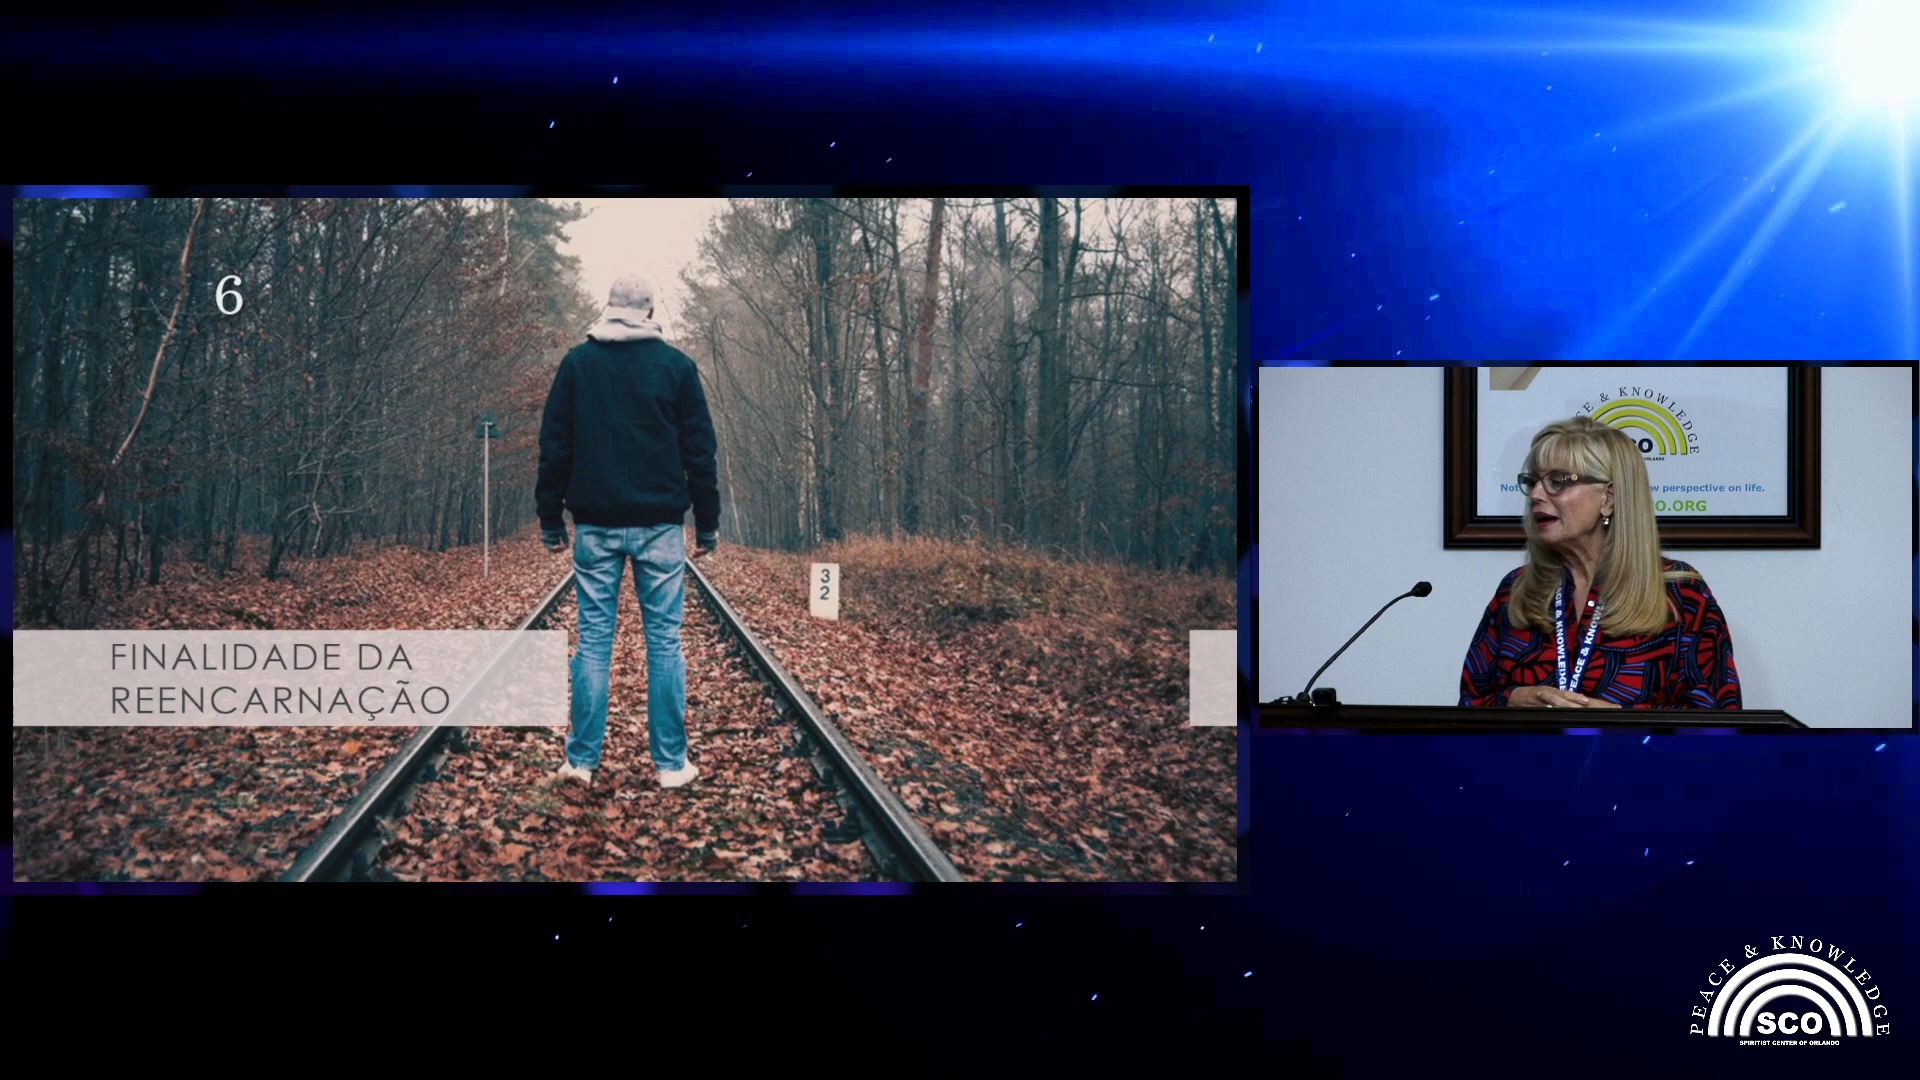 6
3
2
FINALIDADE DA
REENCARNAÇÃO
& KNOWLEDGE
perspective on life.
O.ORG
PEACE & KNOW
PEACE & KNOWLEDGE
SCO
SPIRITIST CENTER OF ORLANDO